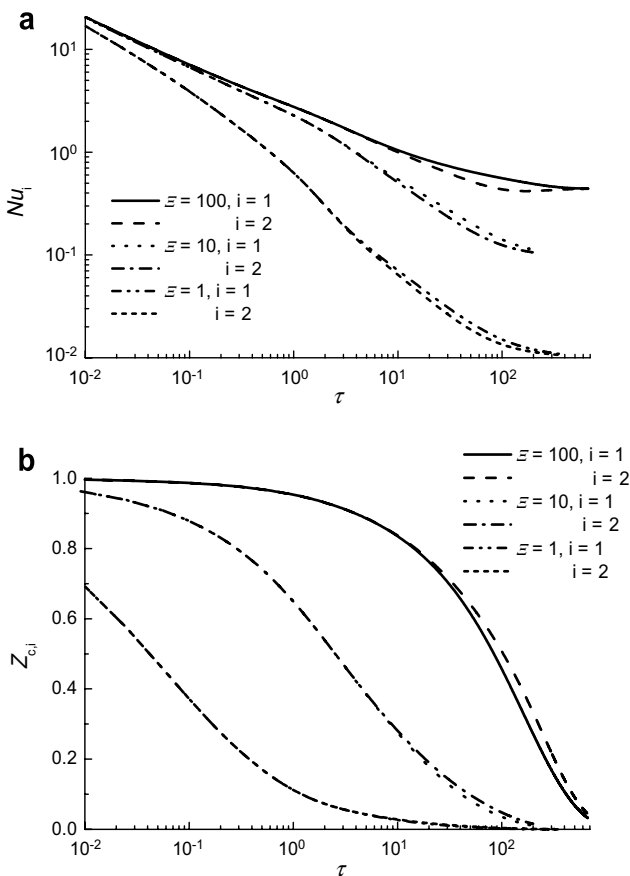 a
10¹
10⁰
10⁻¹
10⁻²
Nuᵢ
Ξ = 100, i = 1
i = 2
Ξ = 10, i = 1
i = 2
Ξ = 1, i = 1
i = 2
10⁻² 10⁻¹ 10⁰ 10¹ 10²
τ
b
1.0
0.8
0.6
0.4
0.2
0.0
Z_c,i
Ξ = 100, i = 1
i = 2
Ξ = 10, i = 1
i = 2
Ξ = 1, i = 1
i = 2
10⁻² 10⁻¹ 10⁰ 10¹ 10²
τ